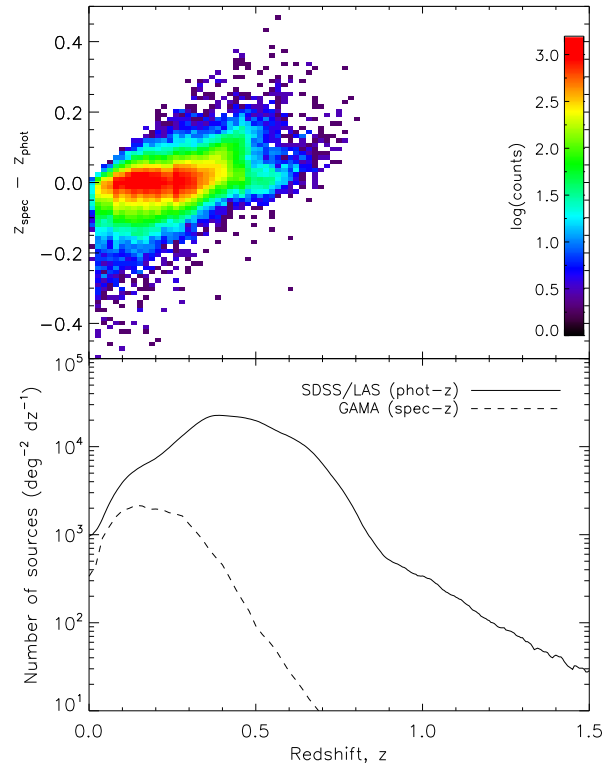 0.4
0.2
0.0
−0.2
−0.4
z_spec − z_phot
3.0
2.5
2.0
1.5
1.0
0.5
0.0
log(counts)
10^5
10^4
10^3
10^2
10^1
Number of sources (deg^−2 dz^−1)
SDSS/LAS (phot−z)
GAMA (spec−z)
0.0 0.5 1.0 1.5
Redshift, z